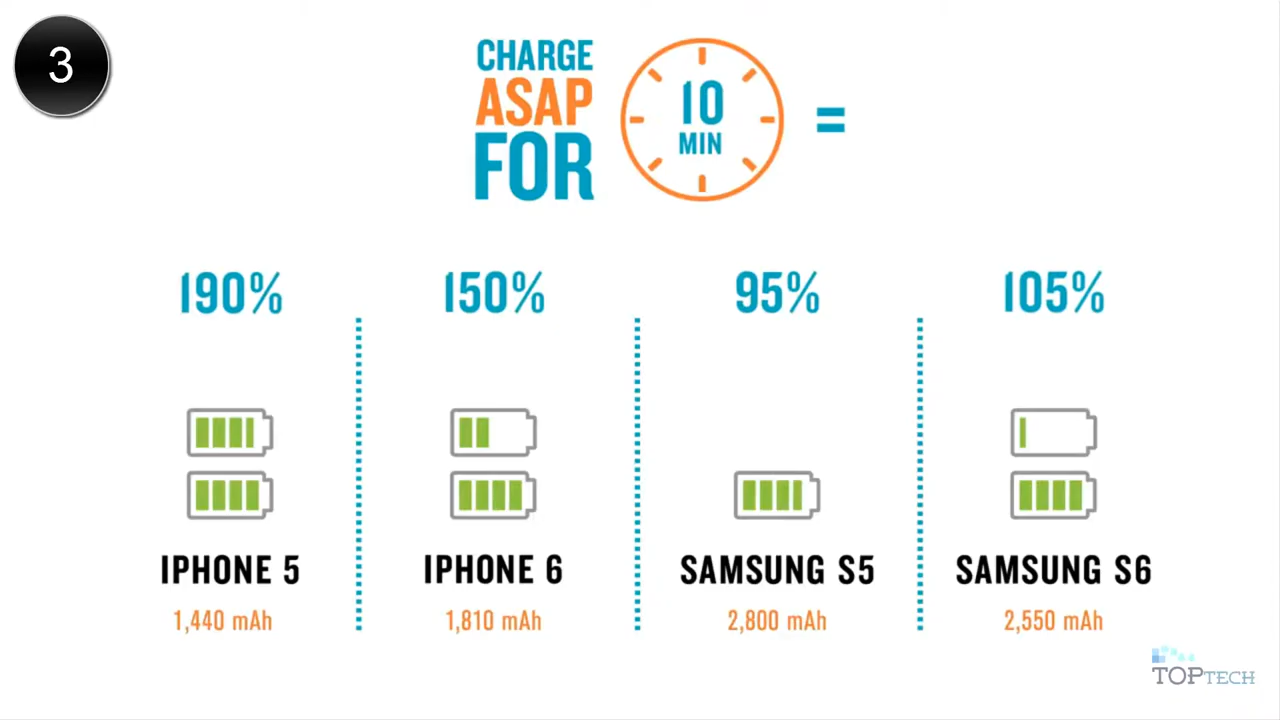 3
CHARGE
ASAP
FOR
10
MIN
=
190%
150%
95%
105%
IPHONE 5
IPHONE 6
SAMSUNG S5
SAMSUNG S6
1,440 mAh
1,810 mAh
2,800 mAh
2,550 mAh
TOPTECH